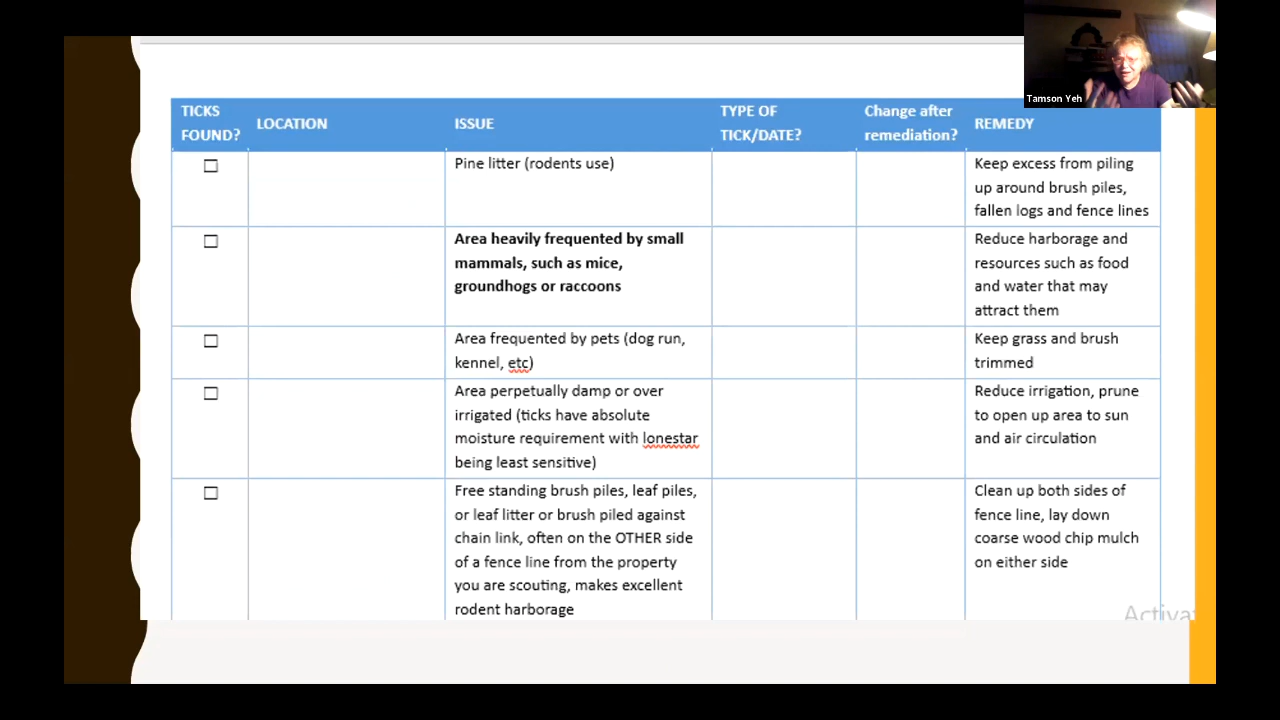 Tamson Yeh
TICKS
FOUND?
LOCATION
ISSUE
TYPE OF
TICK/DATE?
Change after
remediation?
REMEDY
☐
Pine litter (rodents use)
Keep excess from piling
up around brush piles,
fallen logs and fence lines
☐
Area heavily frequented by small
mammals, such as mice,
groundhogs or raccoons
Reduce harborage and
resources such as food
and water that may
attract them
☐
Area frequented by pets (dog run,
kennel, etc)
Keep grass and brush
trimmed
☐
Area perpetually damp or over
irrigated (ticks have absolute
moisture requirement with lonestar
being least sensitive)
Reduce irrigation, prune
to open up area to sun
and air circulation
☐
Free standing brush piles, leaf piles,
or leaf litter or brush piled against
chain link, often on the OTHER side
of a fence line from the property
you are scouting, makes excellent
rodent harborage
Clean up both sides of
fence line, lay down
coarse wood chip mulch
on either side